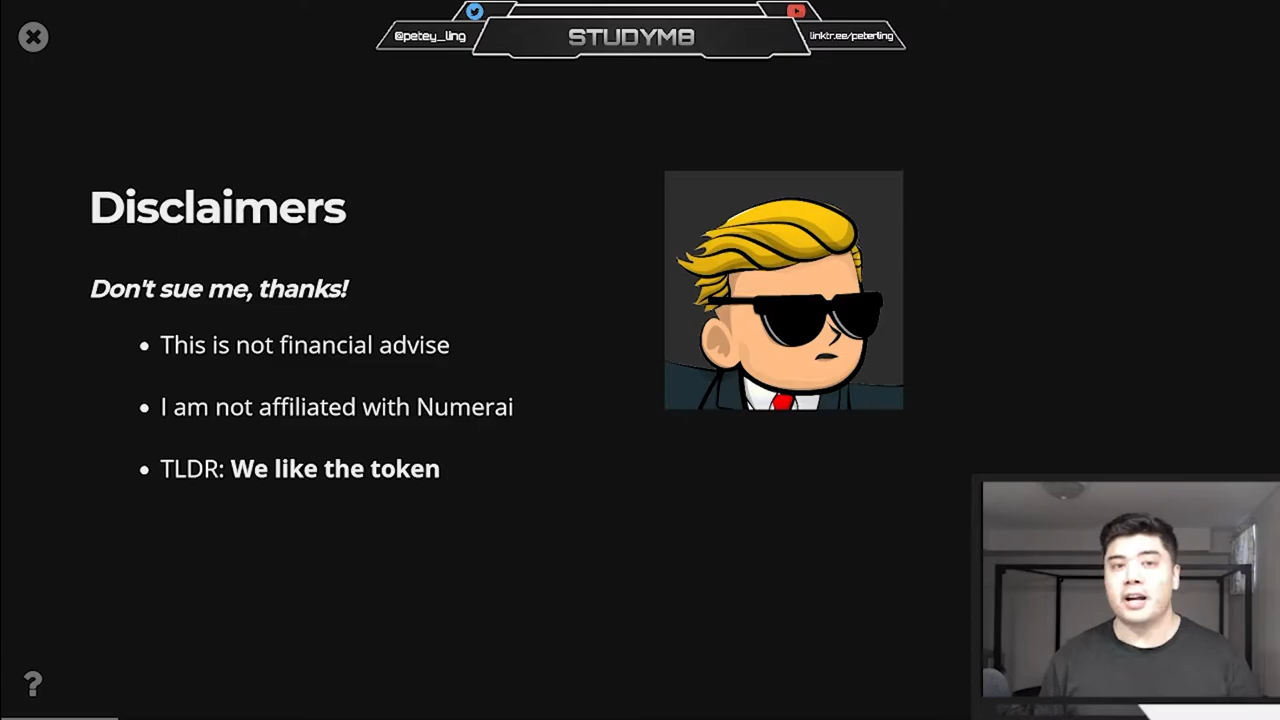 @petey_ling
STUDYM8
linktr.ee/peterling
Disclaimers
Don't sue me, thanks!
This is not financial advise
I am not affiliated with Numerai
TLDR: We like the token
?